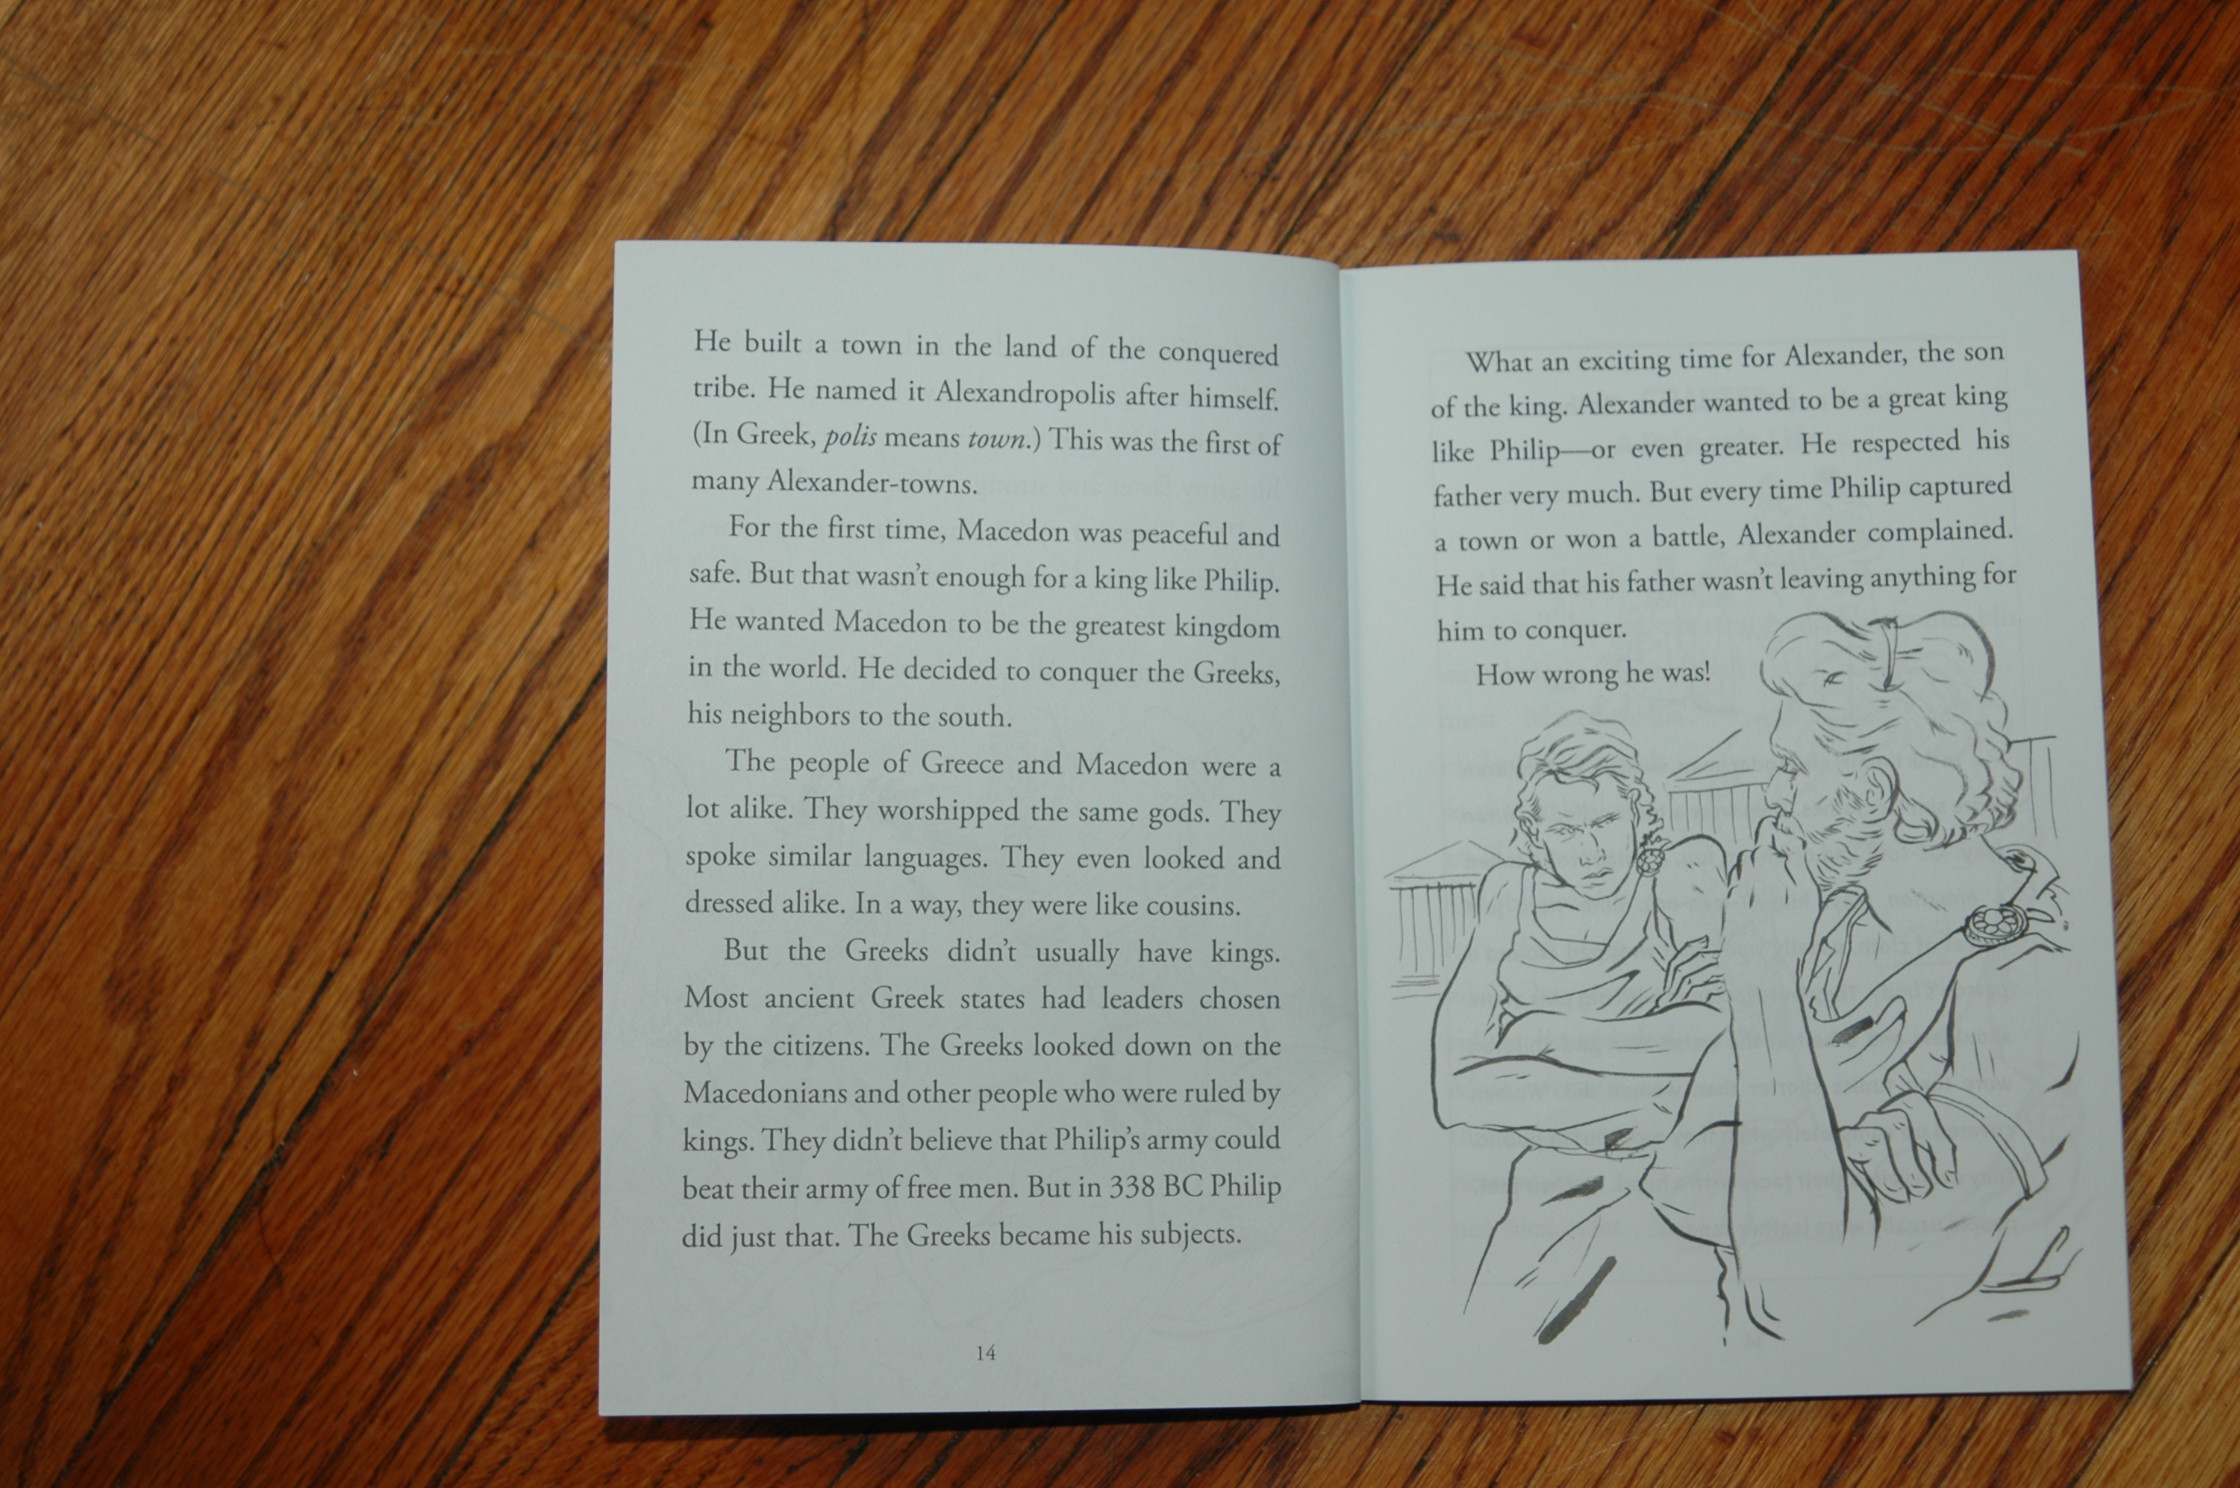 He built a town in the land of the conquered
tribe. He named it Alexandropolis after himself.
(In Greek, polis means town.) This was the first of
many Alexander-towns.
For the first time, Macedon was peaceful and
safe. But that wasn't enough for a king like Philip.
He wanted Macedon to be the greatest kingdom
in the world. He decided to conquer the Greeks,
his neighbors to the south.
The people of Greece and Macedon were a
lot alike. They worshipped the same gods. They
spoke similar languages. They even looked and
dressed alike. In a way, they were like cousins.
But the Greeks didn't usually have kings.
Most ancient Greek states had leaders chosen
by the citizens. The Greeks looked down on the
Macedonians and other people who were ruled by
kings. They didn't believe that Philip's army could
beat their army of free men. But in 338 BC Philip
did just that. The Greeks became his subjects.
14
What an exciting time for Alexander, the son
of the king. Alexander wanted to be a great king
like Philip—or even greater. He respected his
father very much. But every time Philip captured
a town or won a battle, Alexander complained.
He said that his father wasn't leaving anything for
him to conquer.
How wrong he was!